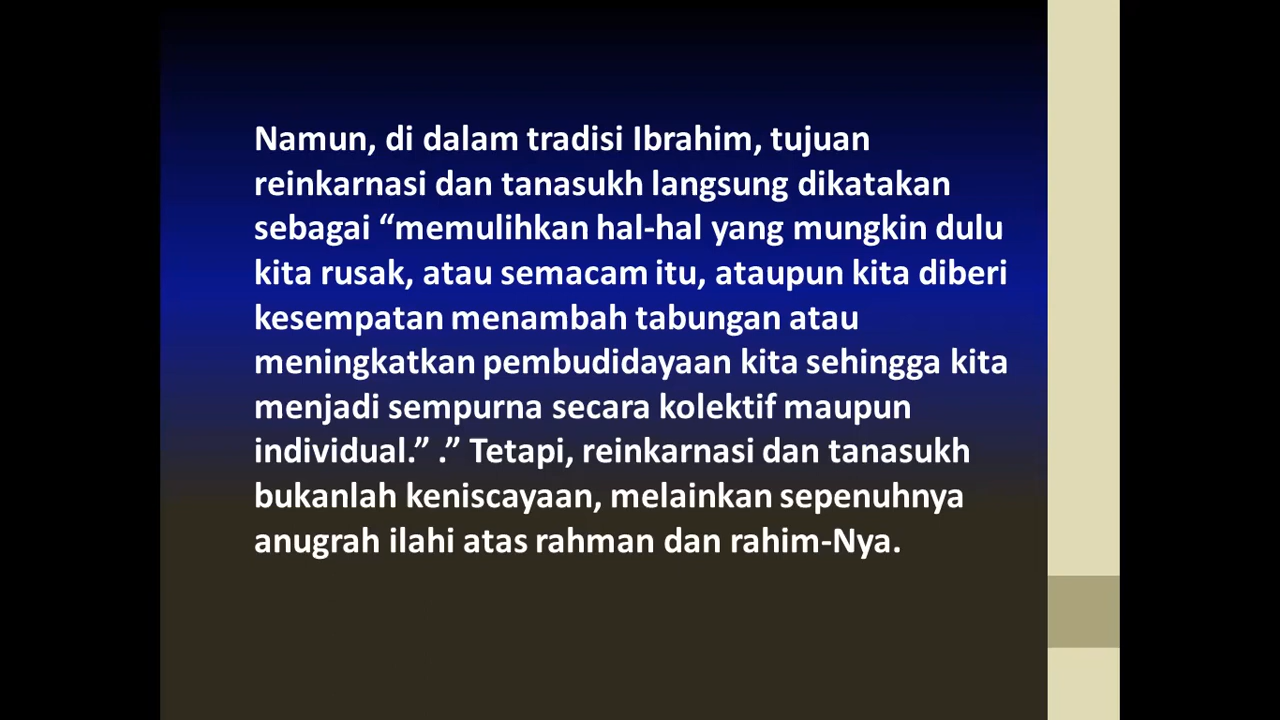 Namun, di dalam tradisi Ibrahim, tujuan
reinkarnasi dan tanasukh langsung dikatakan
sebagai “memulihkan hal-hal yang mungkin dulu
kita rusak, atau semacam itu, ataupun kita diberi
kesempatan menambah tabungan atau
meningkatkan pembudidayaan kita sehingga kita
menjadi sempurna secara kolektif maupun
individual.” .” Tetapi, reinkarnasi dan tanasukh
bukanlah keniscayaan, melainkan sepenuhnya
anugrah ilahi atas rahman dan rahim-Nya.